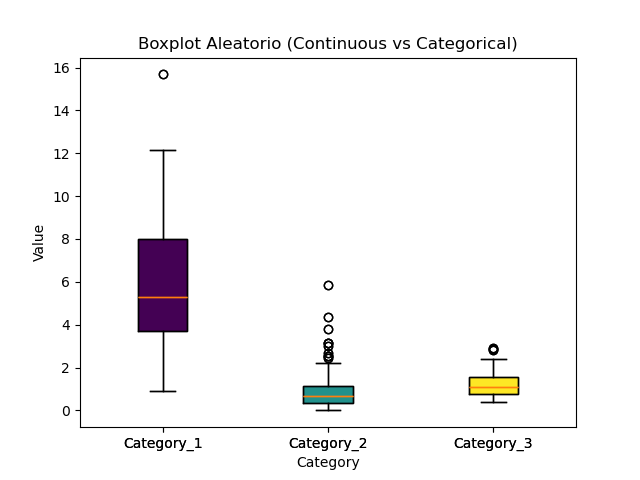 Boxplot Aleatorio (Continuous vs Categorical)
16
14
12
10
8
6
4
2
0
Value
Category_1
Category_2
Category_3
Category